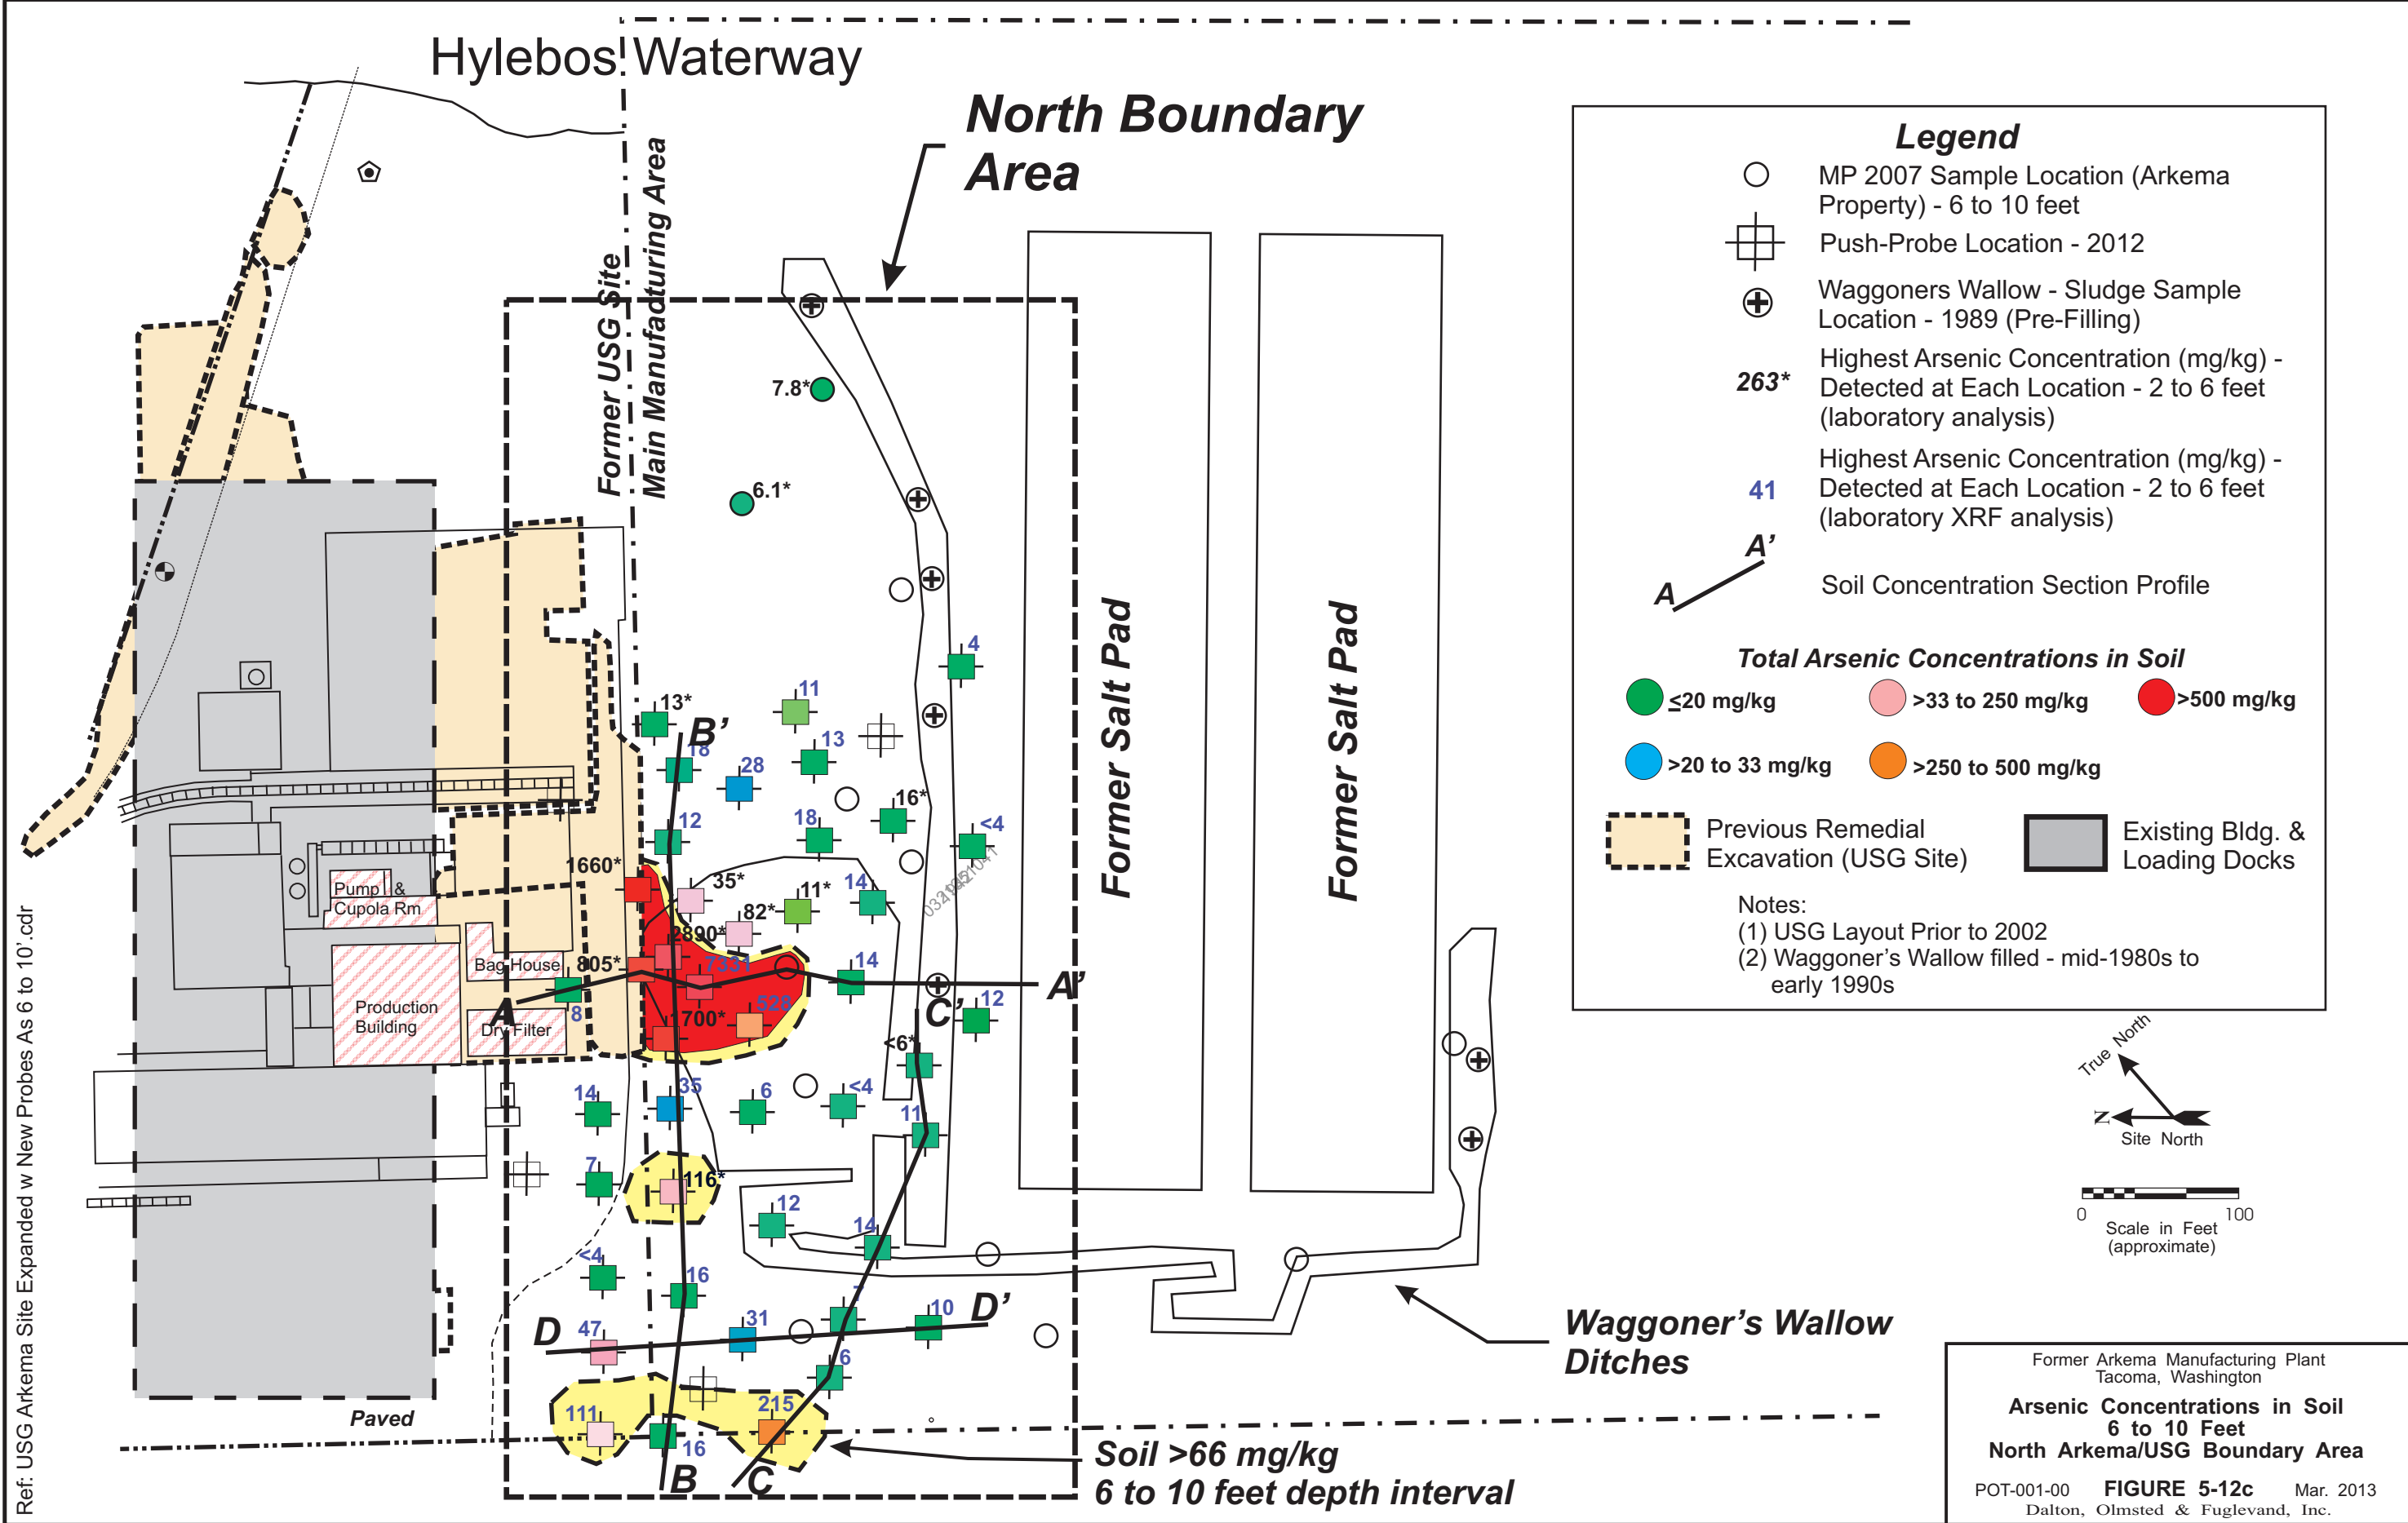 Hylebos Waterway
North Boundary
Area
Former USG Site
Main Manufacturing Area
Former Salt Pad
Former Salt Pad
7.8*
6.1*
4
13*
11
B'
18
28
13
16*
12
18
<4
1660*
35*
11*
14
82*
2890*
805*
7331
14
A'
A
8
528
1700*
C'
12
<6*
14
35
6
<4
11
7
116*
12
14
<4
16
7
D
D'
47
31
10
6
111
215
16
B
C
Pump &
Cupola Rm
Bag House
Production
Building
Dry Filter
Paved
Waggoner's Wallow
Ditches
Soil >66 mg/kg
6 to 10 feet depth interval
Legend
MP 2007 Sample Location (Arkema
Property) - 6 to 10 feet
Push-Probe Location - 2012
Waggoners Wallow - Sludge Sample
Location - 1989 (Pre-Filling)
263*
Highest Arsenic Concentration (mg/kg) -
Detected at Each Location - 2 to 6 feet
(laboratory analysis)
41
Highest Arsenic Concentration (mg/kg) -
Detected at Each Location - 2 to 6 feet
(laboratory XRF analysis)
A'
A
Soil Concentration Section Profile
Total Arsenic Concentrations in Soil
≤20 mg/kg
>33 to 250 mg/kg
>500 mg/kg
>20 to 33 mg/kg
>250 to 500 mg/kg
Previous Remedial
Excavation (USG Site)
Existing Bldg. &
Loading Docks
Notes:
(1) USG Layout Prior to 2002
(2) Waggoner's Wallow filled - mid-1980s to
early 1990s
True North
N
Site North
0 100
Scale in Feet
(approximate)
Former Arkema Manufacturing Plant
Tacoma, Washington
Arsenic Concentrations in Soil
6 to 10 Feet
North Arkema/USG Boundary Area
POT-001-00 FIGURE 5-12c Mar. 2013
Dalton, Olmsted & Fuglevand, Inc.
Ref: USG Arkema Site Expanded w New Probes As 6 to 10'.cdr